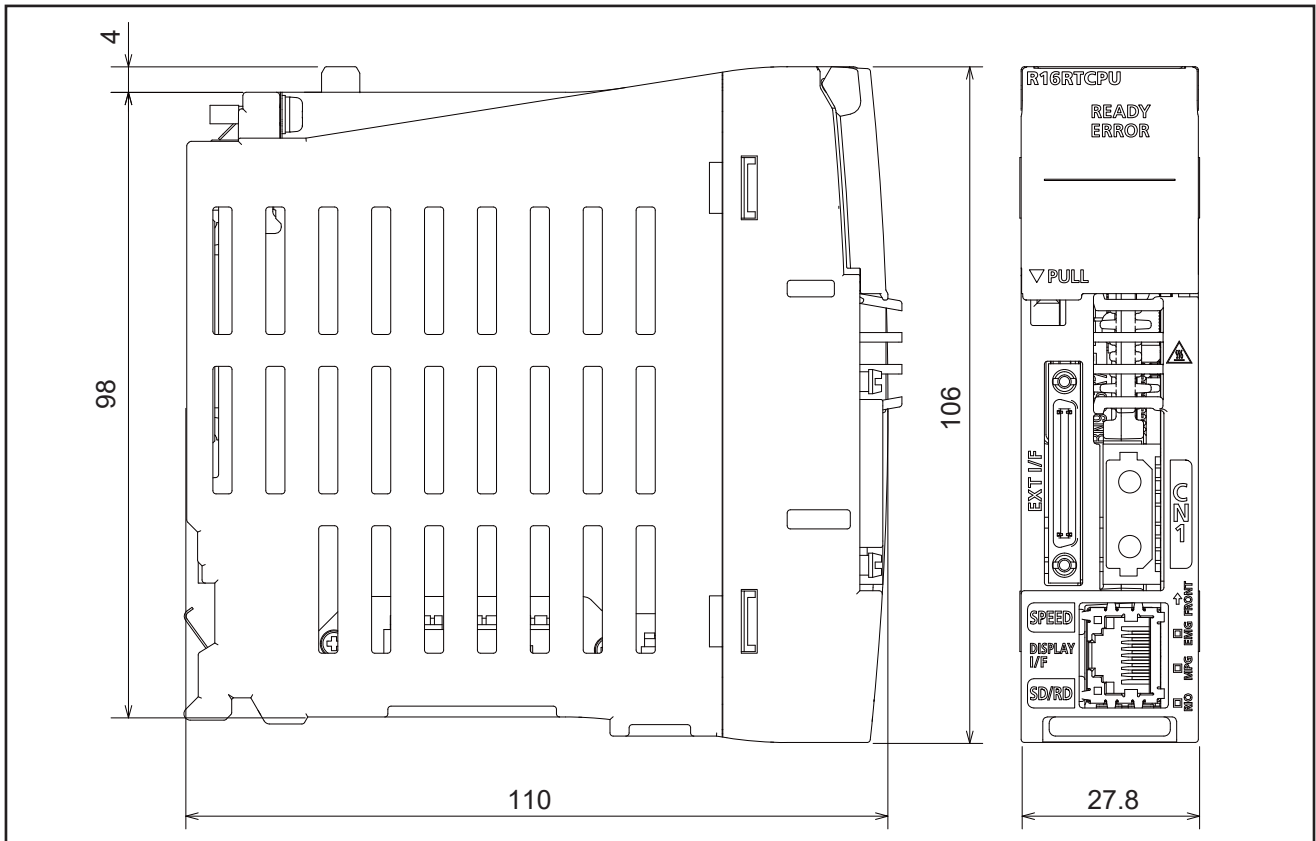 4
98
106
110
27.8
R16RTCPU
READY
ERROR
▽ PULL
EXT I/F
CN1
SPEED
DISPLAY
I/F
SD/RD
↑ FRONT
EMG
MPG
RIO